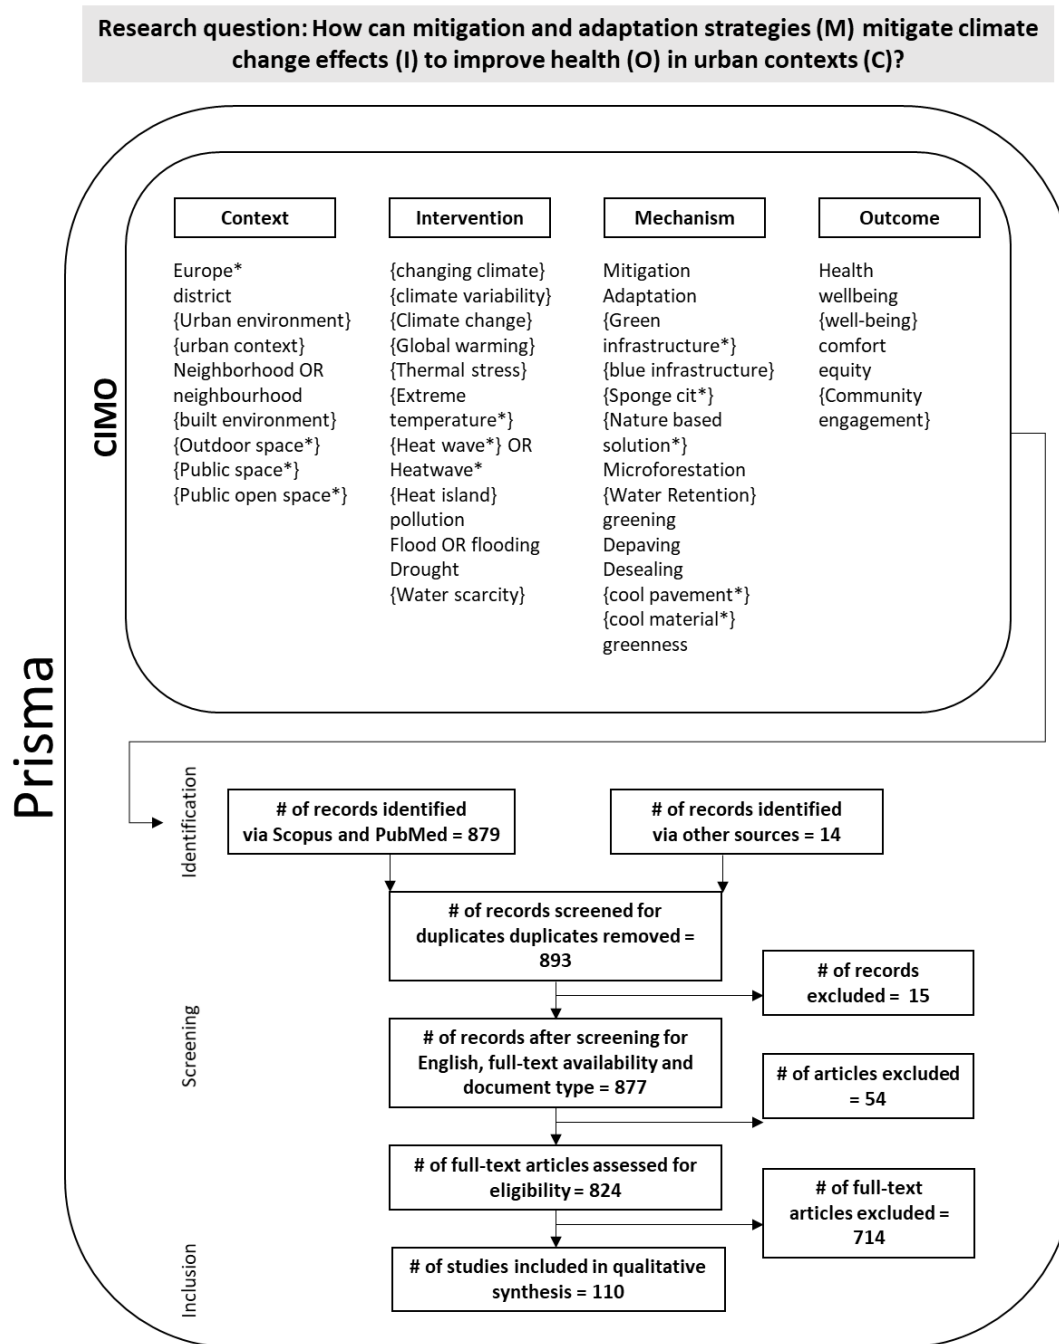 Research question: How can mitigation and adaptation strategies (M) mitigate climate
change effects (I) to improve health (O) in urban contexts (C)?
Prisma
CIMO
Context
Europe*
district
{Urban environment}
{urban context}
Neighborhood OR
neighbourhood
{built environment}
{Outdoor space*}
{Public space*}
{Public open space*}
Intervention
{changing climate}
{climate variability}
{Climate change}
{Global warming}
{Thermal stress}
{Extreme
temperature*}
{Heat wave*} OR
Heatwave*
{Heat island}
pollution
Flood OR flooding
Drought
{Water scarcity}
Mechanism
Mitigation
Adaptation
{Green
infrastructure*}
{blue infrastructure}
{Sponge cit*}
{Nature based
solution*}
Microforestation
{Water Retention}
greening
Depaving
Desealing
{cool pavement*}
{cool material*}
greenness
Outcome
Health
wellbeing
{well-being}
comfort
equity
{Community
engagement}
Identification
# of records identified
via Scopus and PubMed = 879
# of records identified
via other sources = 14
# of records screened for
duplicates duplicates removed =
893
# of records
excluded = 15
Screening
# of records after screening for
English, full-text availability and
document type = 877
# of articles excluded
= 54
# of full-text articles assessed for
eligibility = 824
# of full-text
articles excluded =
714
Inclusion
# of studies included in qualitative
synthesis = 110